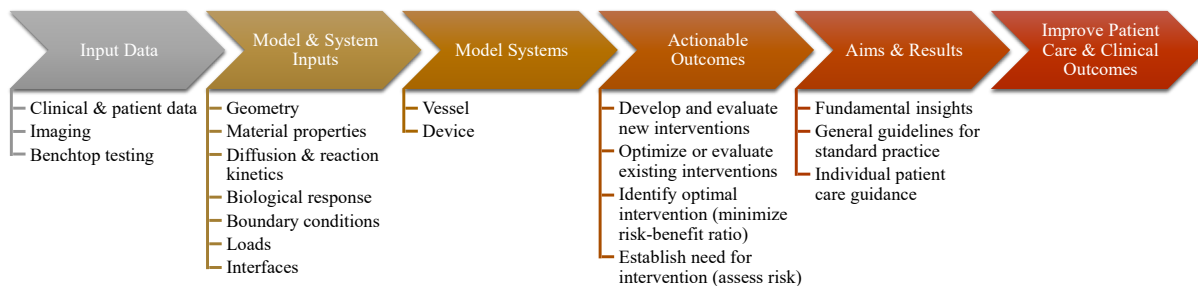 Input Data
Clinical & patient data
Imaging
Benchtop testing
Model & System
Inputs
Geometry
Material properties
Diffusion & reaction
kinetics
Biological response
Boundary conditions
Loads
Interfaces
Model Systems
Vessel
Device
Actionable
Outcomes
Develop and evaluate
new interventions
Optimize or evaluate
existing interventions
Identify optimal
intervention (minimize
risk-benefit ratio)
Establish need for
intervention (assess risk)
Aims & Results
Fundamental insights
General guidelines for
standard practice
Individual patient
care guidance
Improve Patient
Care & Clinical
Outcomes